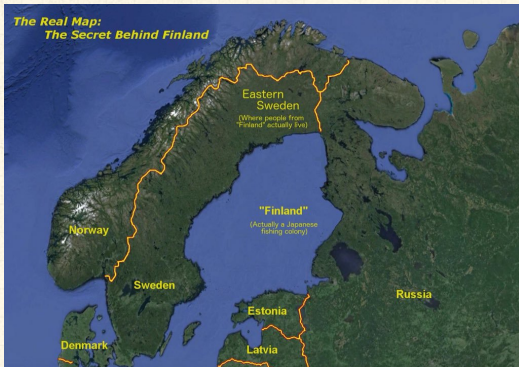 The Real Map:
The Secret Behind Finland
Eastern
Sweden
(Where people from
"Finland" actually live)
"Finland"
(Actually a Japanese
fishing colony)
Norway
Sweden
Russia
Estonia
Denmark
Latvia